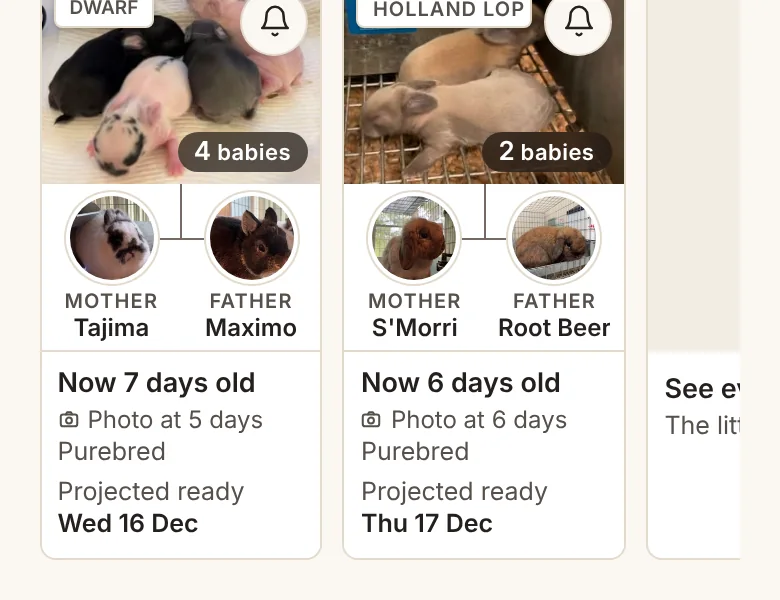 DWARF
4 babies
MOTHER
Tajima
FATHER
Maximo
Now 7 days old
Photo at 5 days
Purebred
Projected ready
Wed 16 Dec
HOLLAND LOP
2 babies
MOTHER
S'Morri
FATHER
Root Beer
Now 6 days old
Photo at 6 days
Purebred
Projected ready
Thu 17 Dec
See
The